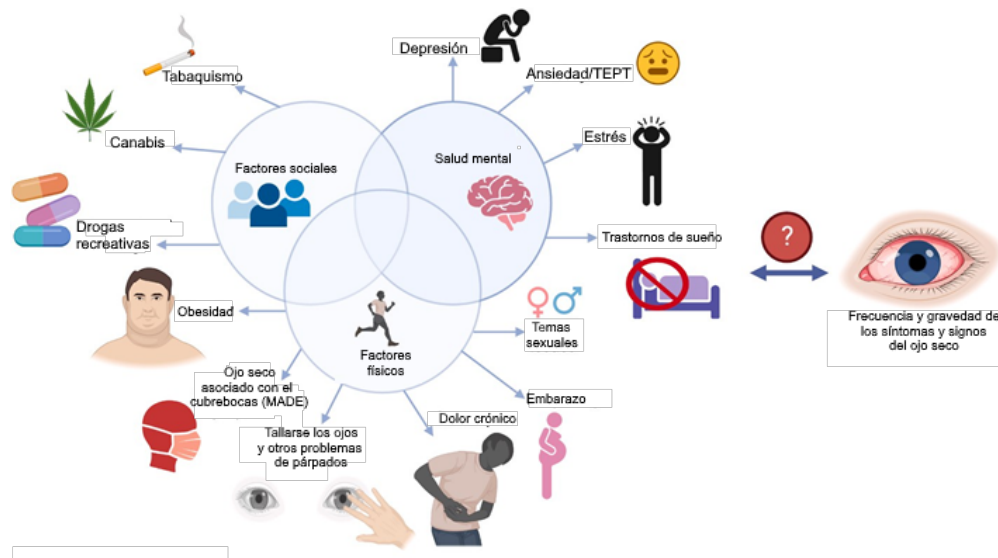 Depresión
Ansiedad/TEPT
Tabaquismo
Estrés
Canabis
Factores sociales
Salud mental
Drogas
recreativas
Trastornos de sueño
?
Obesidad
Temas
sexuales
Frecuencia y gravedad de
los síntomas y signos
del ojo seco
Factores
físicos
Ojo seco
asociado con el
cubrebocas (MADE)
Embarazo
Dolor crónico
Tallarse los ojos
y otros problemas
de párpados